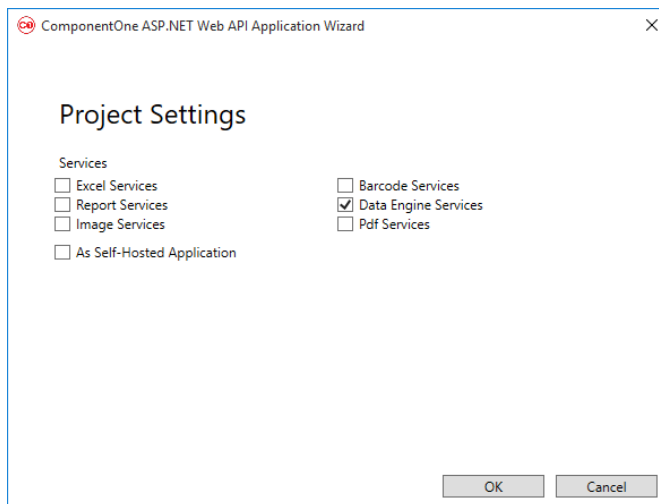 C1 ComponentOne ASP.NET Web API Application Wizard
Project Settings
Services
Excel Services
Barcode Services
Report Services
Data Engine Services
Image Services
Pdf Services
As Self-Hosted Application
OK
Cancel